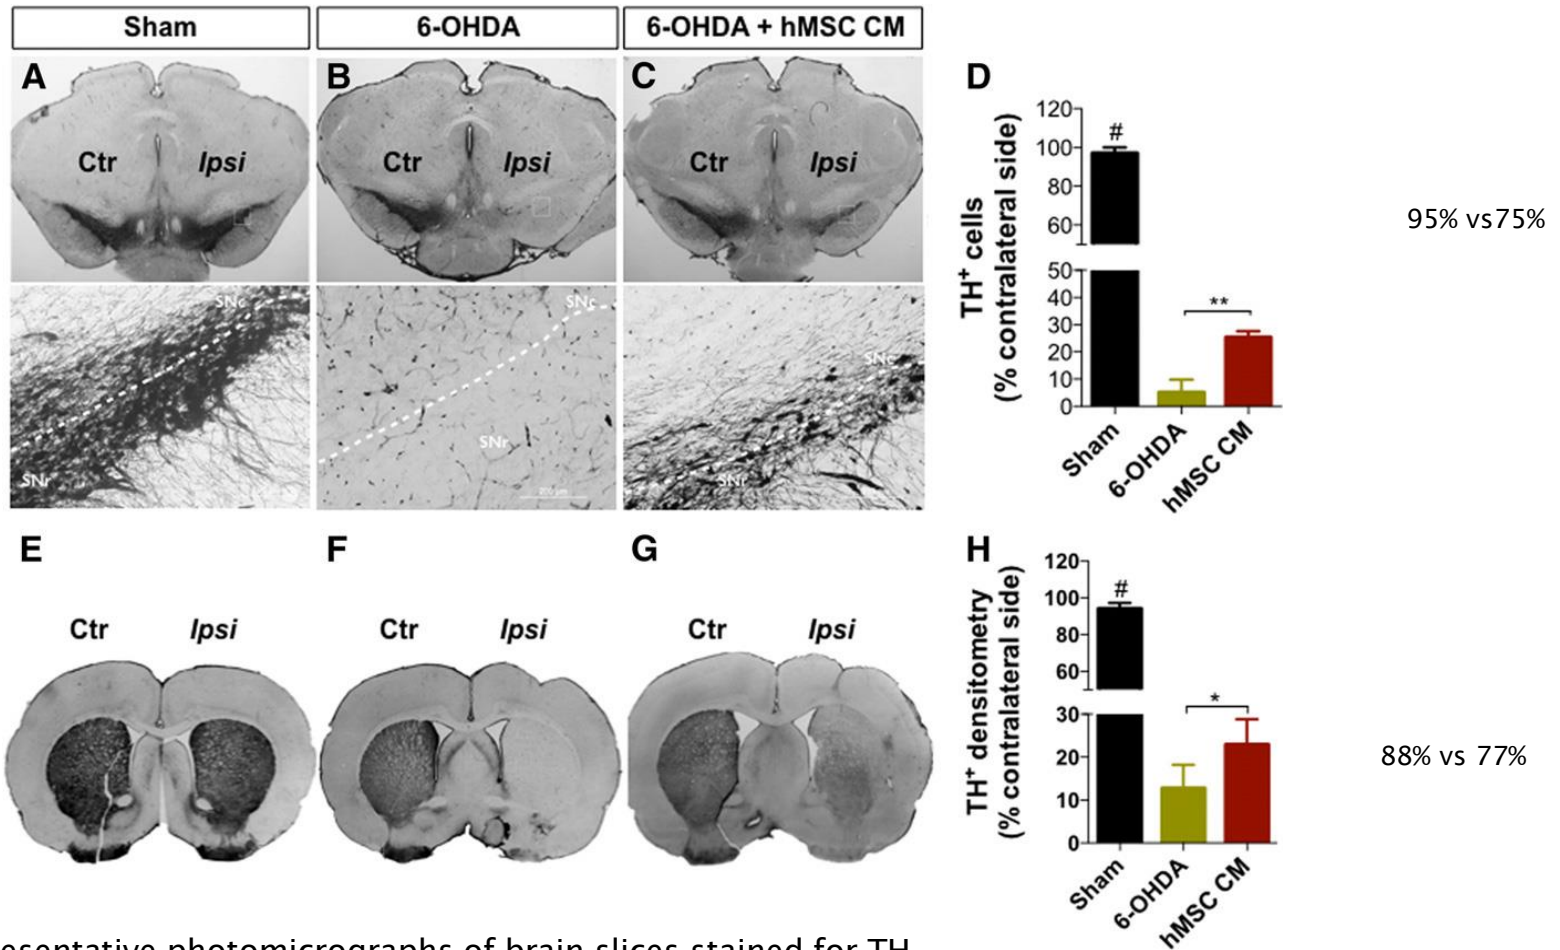 Sham
6-OHDA
6-OHDA + hMSC CM
A
B
C
Ctr
Ipsi
Ctr
Ipsi
Ctr
Ipsi
SNc
SNr
SNc
SNr
200 µm
SNc
SNr
D
TH+ cells
(% contralateral side)
120
100
80
60
50
40
30
20
10
0
#
**
Sham
6-OHDA
hMSC CM
95% vs75%
E
F
G
Ctr
Ipsi
Ctr
Ipsi
Ctr
Ipsi
H
TH+ densitometry
(% contralateral side)
120
100
80
60
30
20
10
0
#
*
Sham
6-OHDA
hMSC CM
88% vs 77%
esentative photomicrographs of brain slices stained for TH